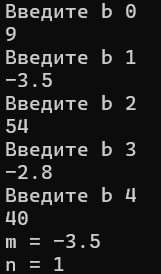 Введите b 0
9
Введите b 1
-3.5
Введите b 2
54
Введите b 3
-2.8
Введите b 4
40
m = -3.5
n = 1